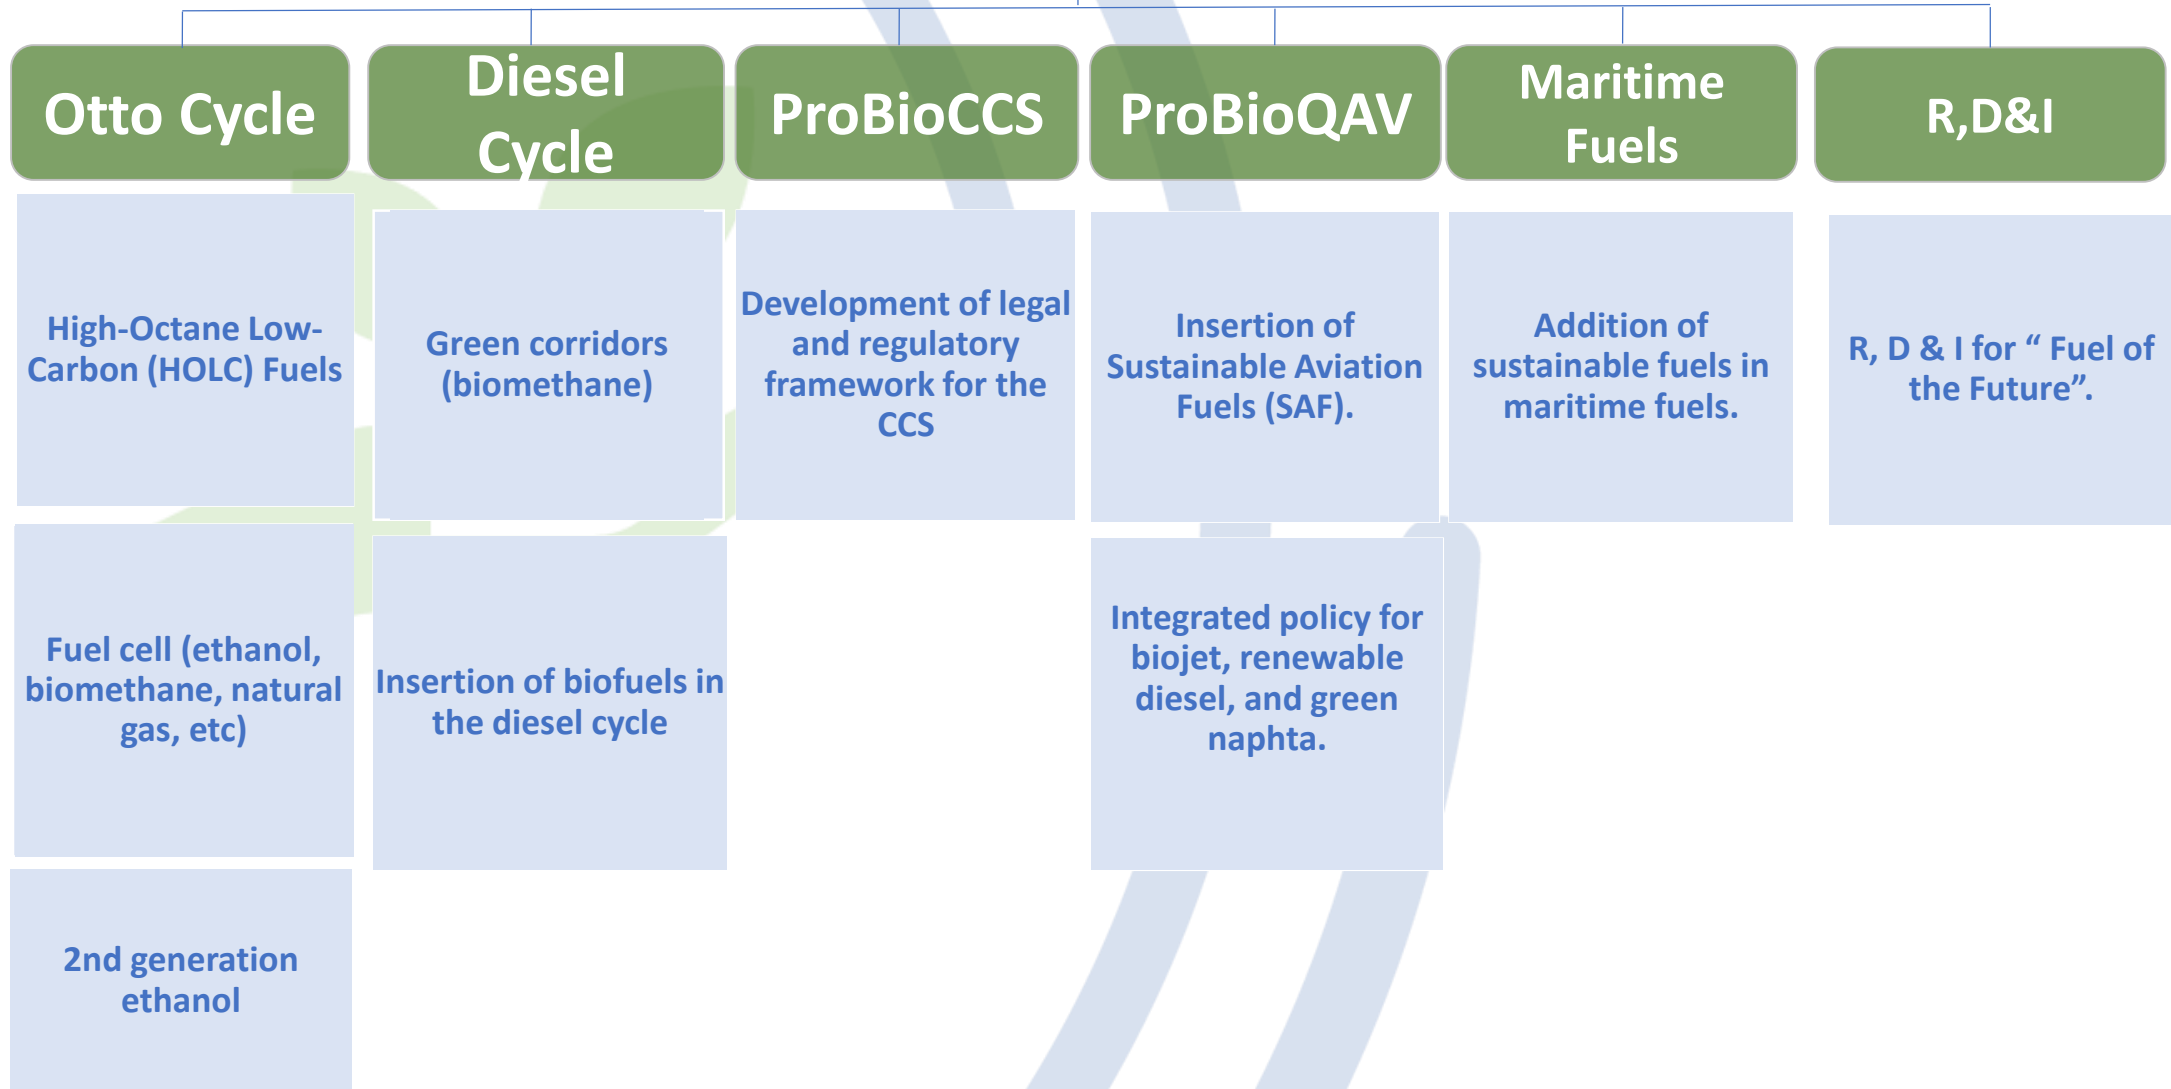 Otto Cycle
Diesel
Cycle
ProBioCCS
ProBioQAV
Maritime
Fuels
R,D&I
High-Octane Low-
Carbon (HOLC) Fuels
Green corridors
(biomethane)
Development of legal
and regulatory
framework for the
CCS
Insertion of
Sustainable Aviation
Fuels (SAF).
Addition of
sustainable fuels in
maritime fuels.
R, D & I for “ Fuel of
the Future”.
Fuel cell (ethanol,
biomethane, natural
gas, etc)
Insertion of biofuels in
the diesel cycle
Integrated policy for
biojet, renewable
diesel, and green
naphta.
2nd generation
ethanol